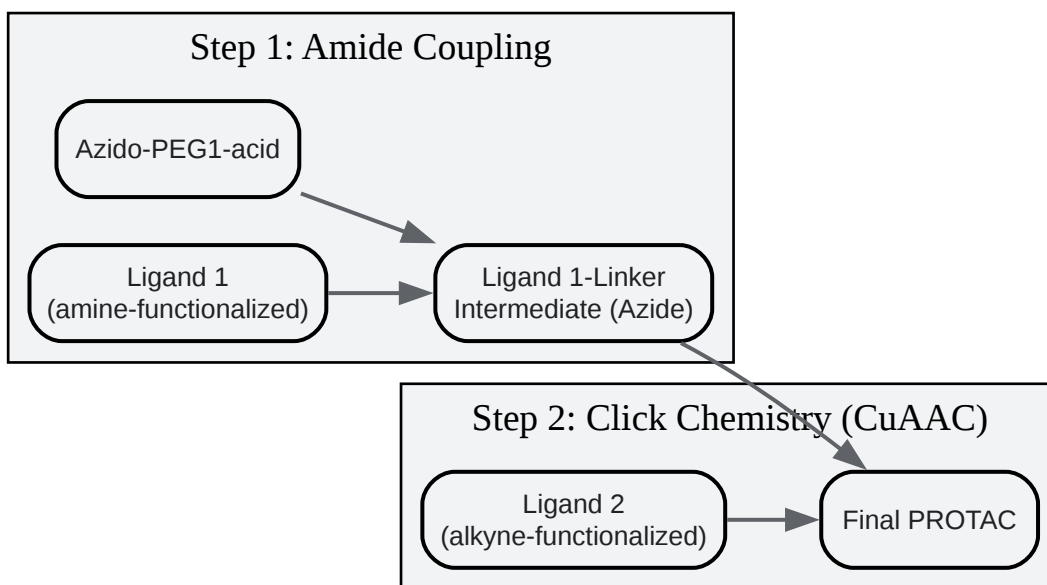 Step 1: Amide Coupling
Azido-PEG1-acid
Ligand 1
(amine-functionalized)
Ligand 1-Linker
Intermediate (Azide)
Step 2: Click Chemistry (CuAAC)
Ligand 2
(alkyne-functionalized)
Final PROTAC